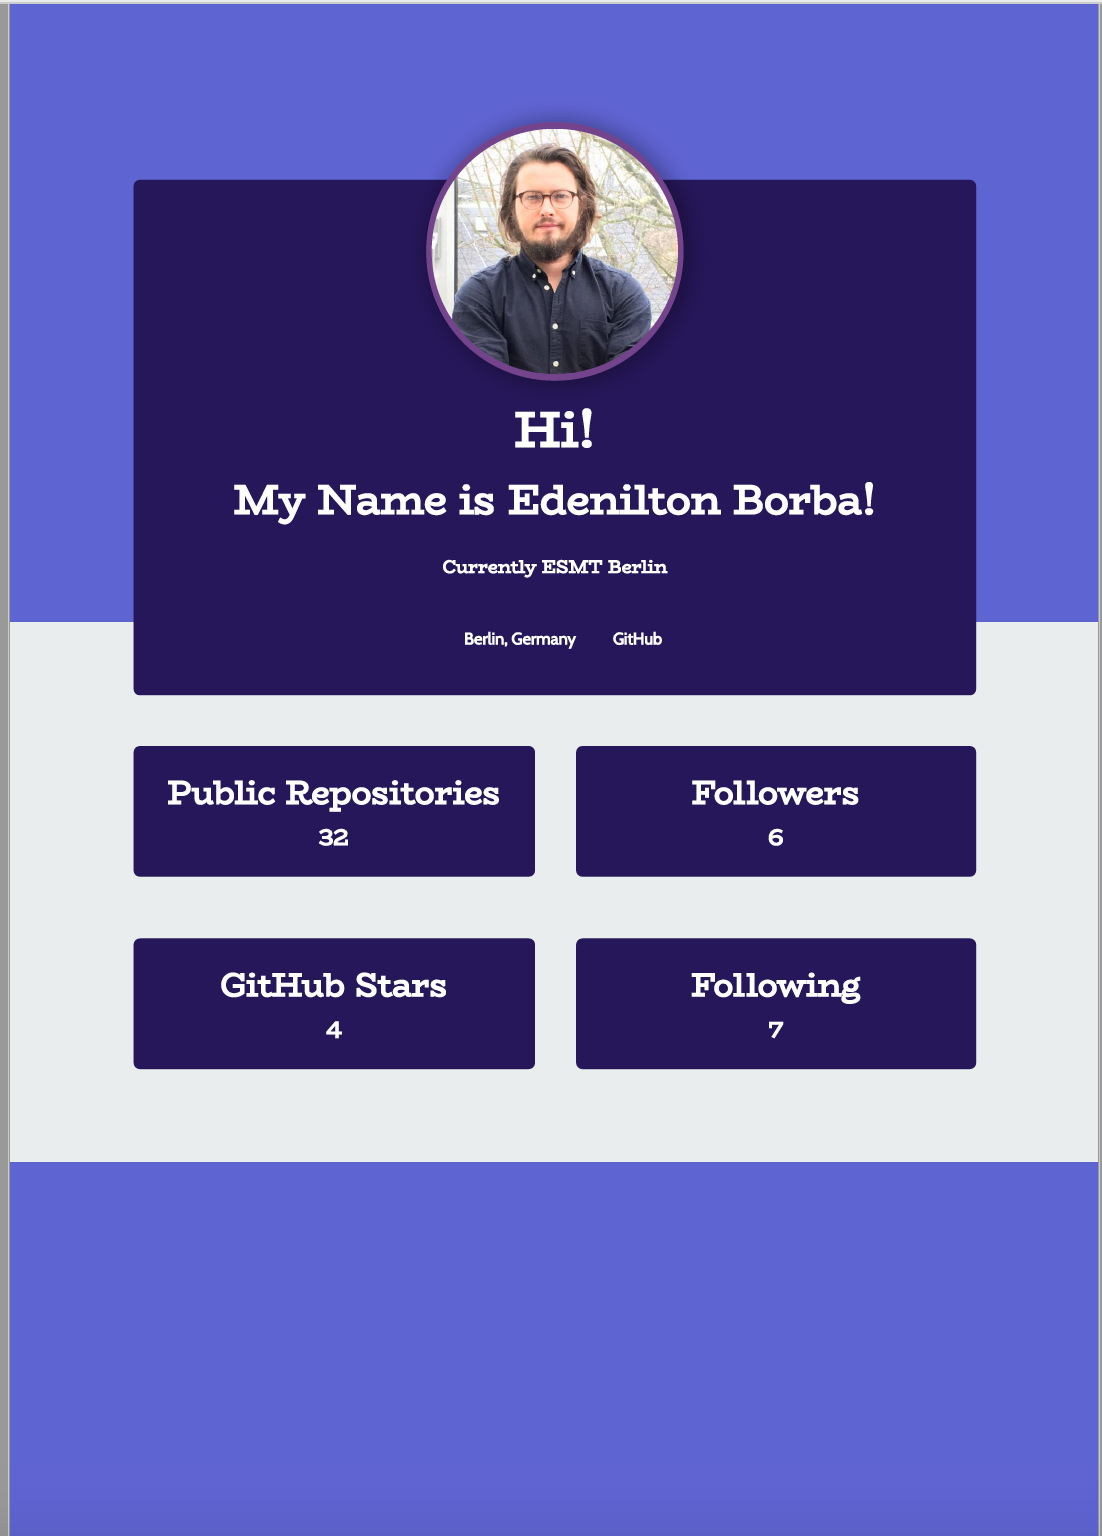 Hi!
My Name is Edenilton Borba!
Currently ESMT Berlin
Berlin, Germany GitHub
Public Repositories
32
Followers
6
GitHub Stars
4
Following
7